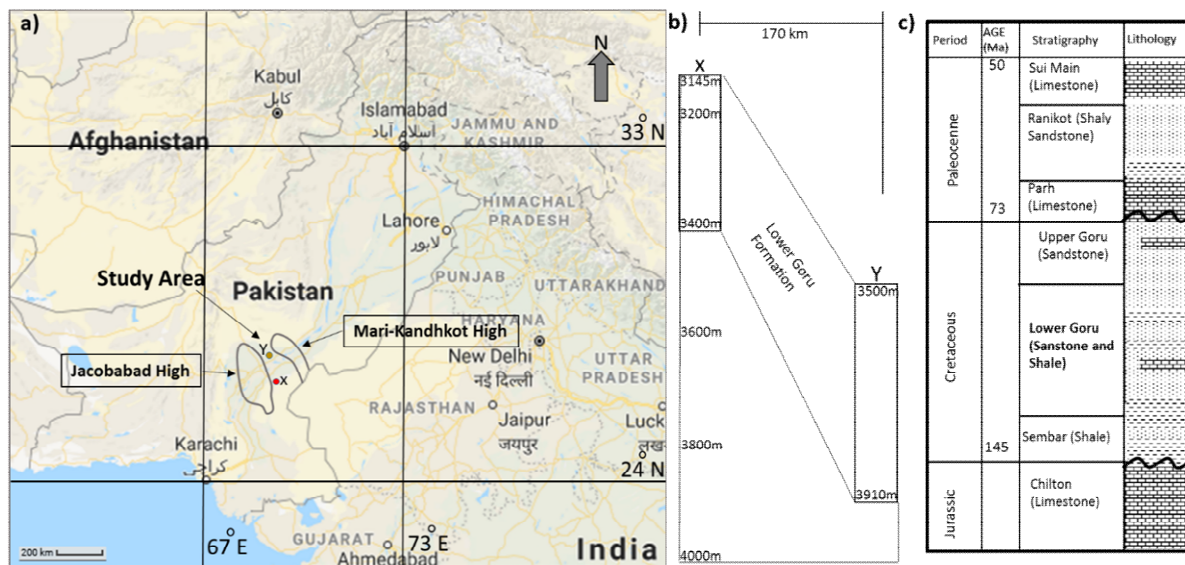 a)
N
Kabul
كابل
Islamabad
اسلام آباد
JAMMU AND
KASHMIR
33 N
Afghanistan
HIMACHAL
PRADESH
Lahore
لاہور
Study Area
PUNJAB
Pakistan
UTTARAKHAND
HARYANA
Mari-Kandhkot High
Y
New Delhi
नई दिल्ली
UTTAR
PRADESH
Jacobabad High
X
RAJASTHAN
Jaipur
जयपुर
Luck
लख
Karachi
كراچى
24 N
200 km
67 E
73 E
GUJARAT
Ahmedabad
India
b)
170 km
X
3145m
3200m
3400m
Lower Goru
Formation
Y
3500m
3600m
3800m
3910m
4000m
c)
Period
AGE
(Ma)
Stratigraphy
Lithology
50
Sui Main
(Limestone)
Paleocenne
Ranikot (Shaly
Sandstone)
Parh
(Limestone)
73
Upper Goru
(Sandstone)
Cretaceous
Lower Goru
(Sanstone and
Shale)
Sembar (Shale)
145
Jurassic
Chilton
(Limestone)